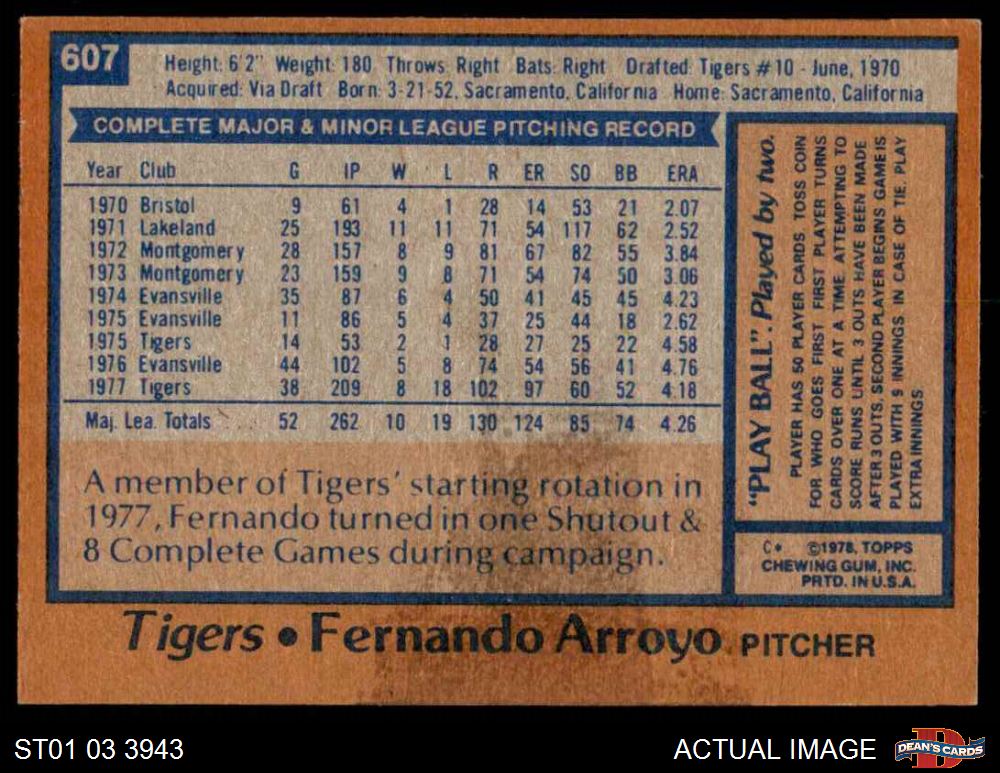 607
Height: 6'2" Weight: 180 Throws: Right Bats: Right Drafted: Tigers #10 - June, 1970
Acquired: Via Draft Born: 3-21-52, Sacramento, California Home: Sacramento, California
COMPLETE MAJOR & MINOR LEAGUE PITCHING RECORD
Year Club G IP W L R ER SO BB ERA
1970 Bristol 9 61 4 1 28 14 53 21 2.07
1971 Lakeland 25 193 11 11 71 54 117 62 2.52
1972 Montgomery 28 157 8 9 81 67 82 55 3.84
1973 Montgomery 23 159 9 8 71 54 74 50 3.06
1974 Evansville 35 87 6 4 50 41 45 45 4.23
1975 Evansville 11 86 5 4 37 25 44 18 2.62
1975 Tigers 14 53 2 1 28 27 25 22 4.58
1976 Evansville 44 102 5 8 74 54 56 41 4.76
1977 Tigers 38 209 8 18 102 97 60 52 4.18
Maj. Lea. Totals 52 262 10 19 130 124 85 74 4.26
A member of Tigers' starting rotation in
1977, Fernando turned in one Shutout &
8 Complete Games during campaign.
"PLAY BALL". Played by two.
PLAYER HAS 50 PLAYER CARDS TOSS COIN
FOR WHO GOES FIRST FIRST PLAYER TURNS
CARDS OVER ONE AT A TIME ATTEMPTING TO
SCORE RUNS UNTIL 3 OUTS HAVE BEEN MADE
AFTER 3 OUTS, SECOND PLAYER BEGINS GAME IS
PLAYED WITH 9 INNINGS IN CASE OF TIE, PLAY
EXTRA INNINGS
C* ©1978, TOPPS
CHEWING GUM, INC.
PRTD. IN U.S.A.
Tigers • Fernando Arroyo PITCHER
ST01 03 3943
ACTUAL IMAGE
D
DEAN'S CARDS